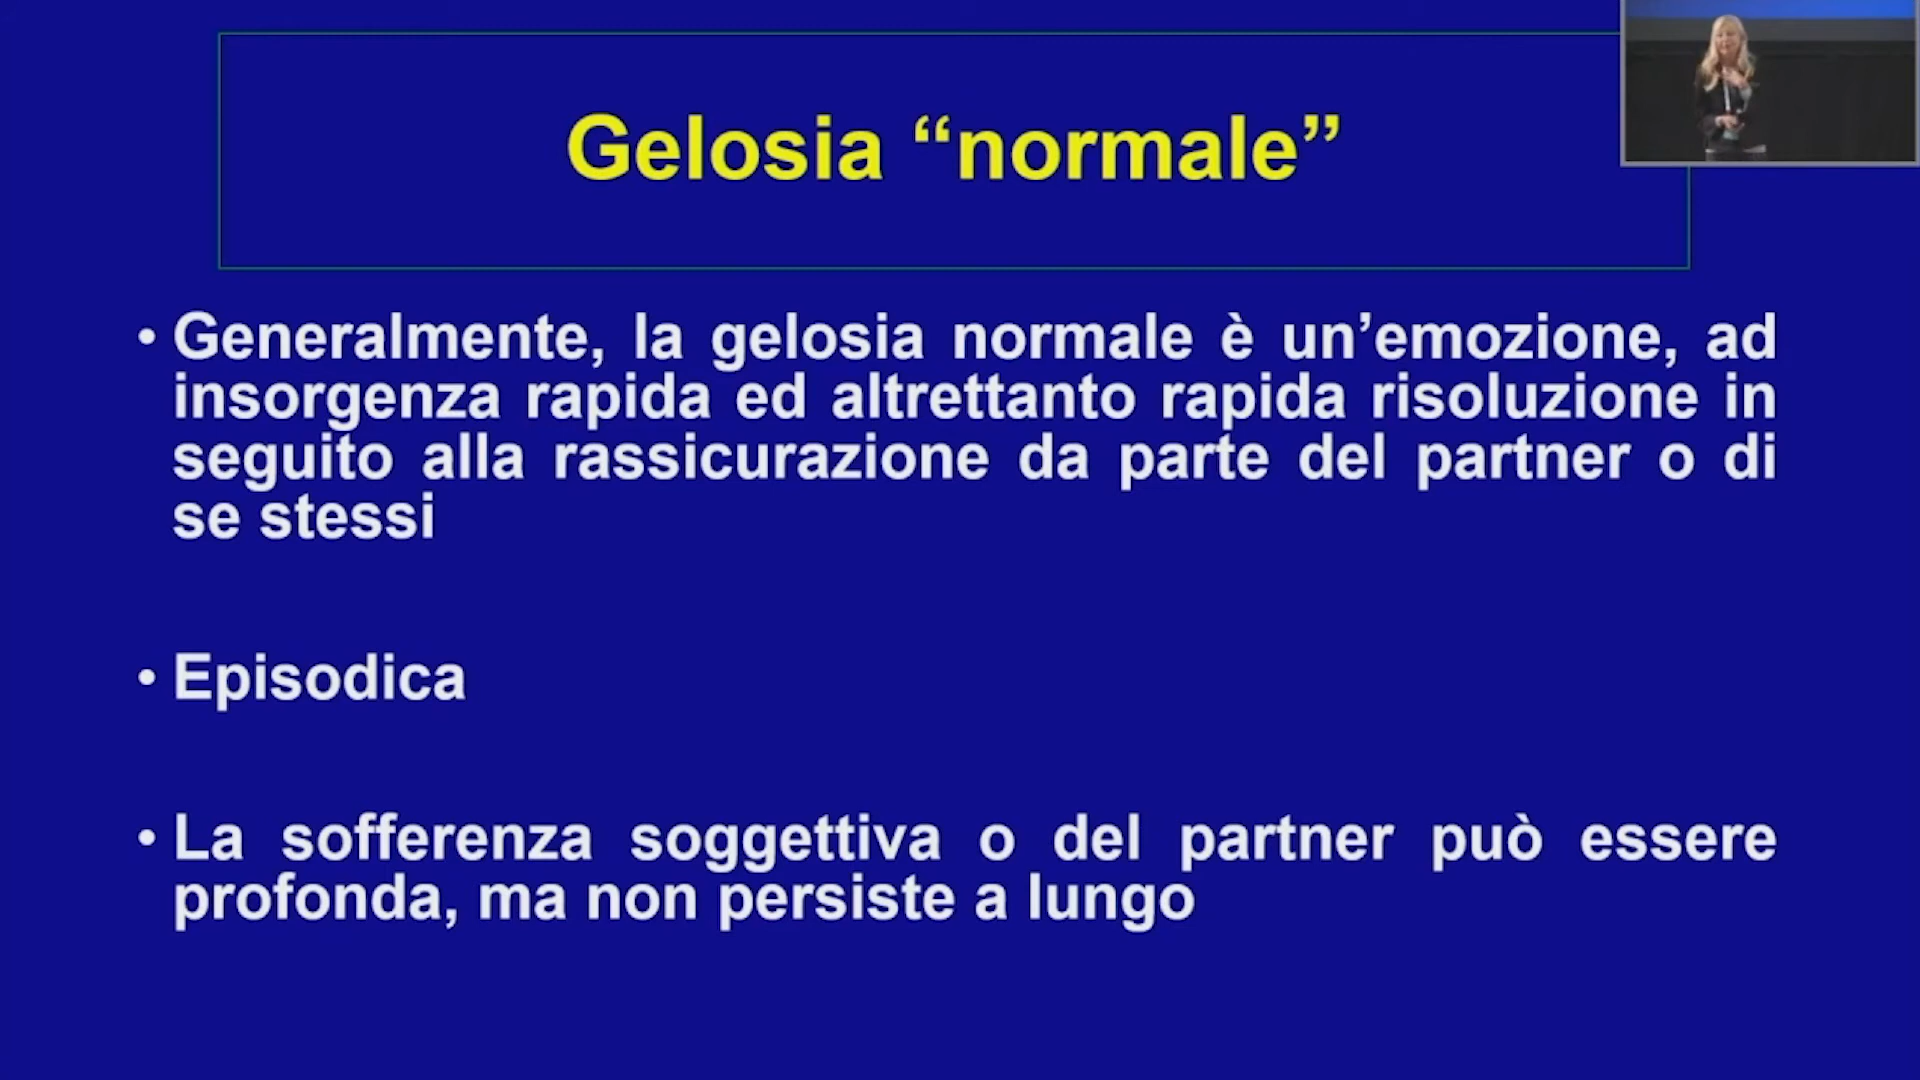 Gelosia “normale”
• Generalmente, la gelosia normale è un’emozione, ad
insorgenza rapida ed altrettanto rapida risoluzione in
seguito alla rassicurazione da parte del partner o di
se stessi
• Episodica
• La sofferenza soggettiva o del partner può essere
profonda, ma non persiste a lungo